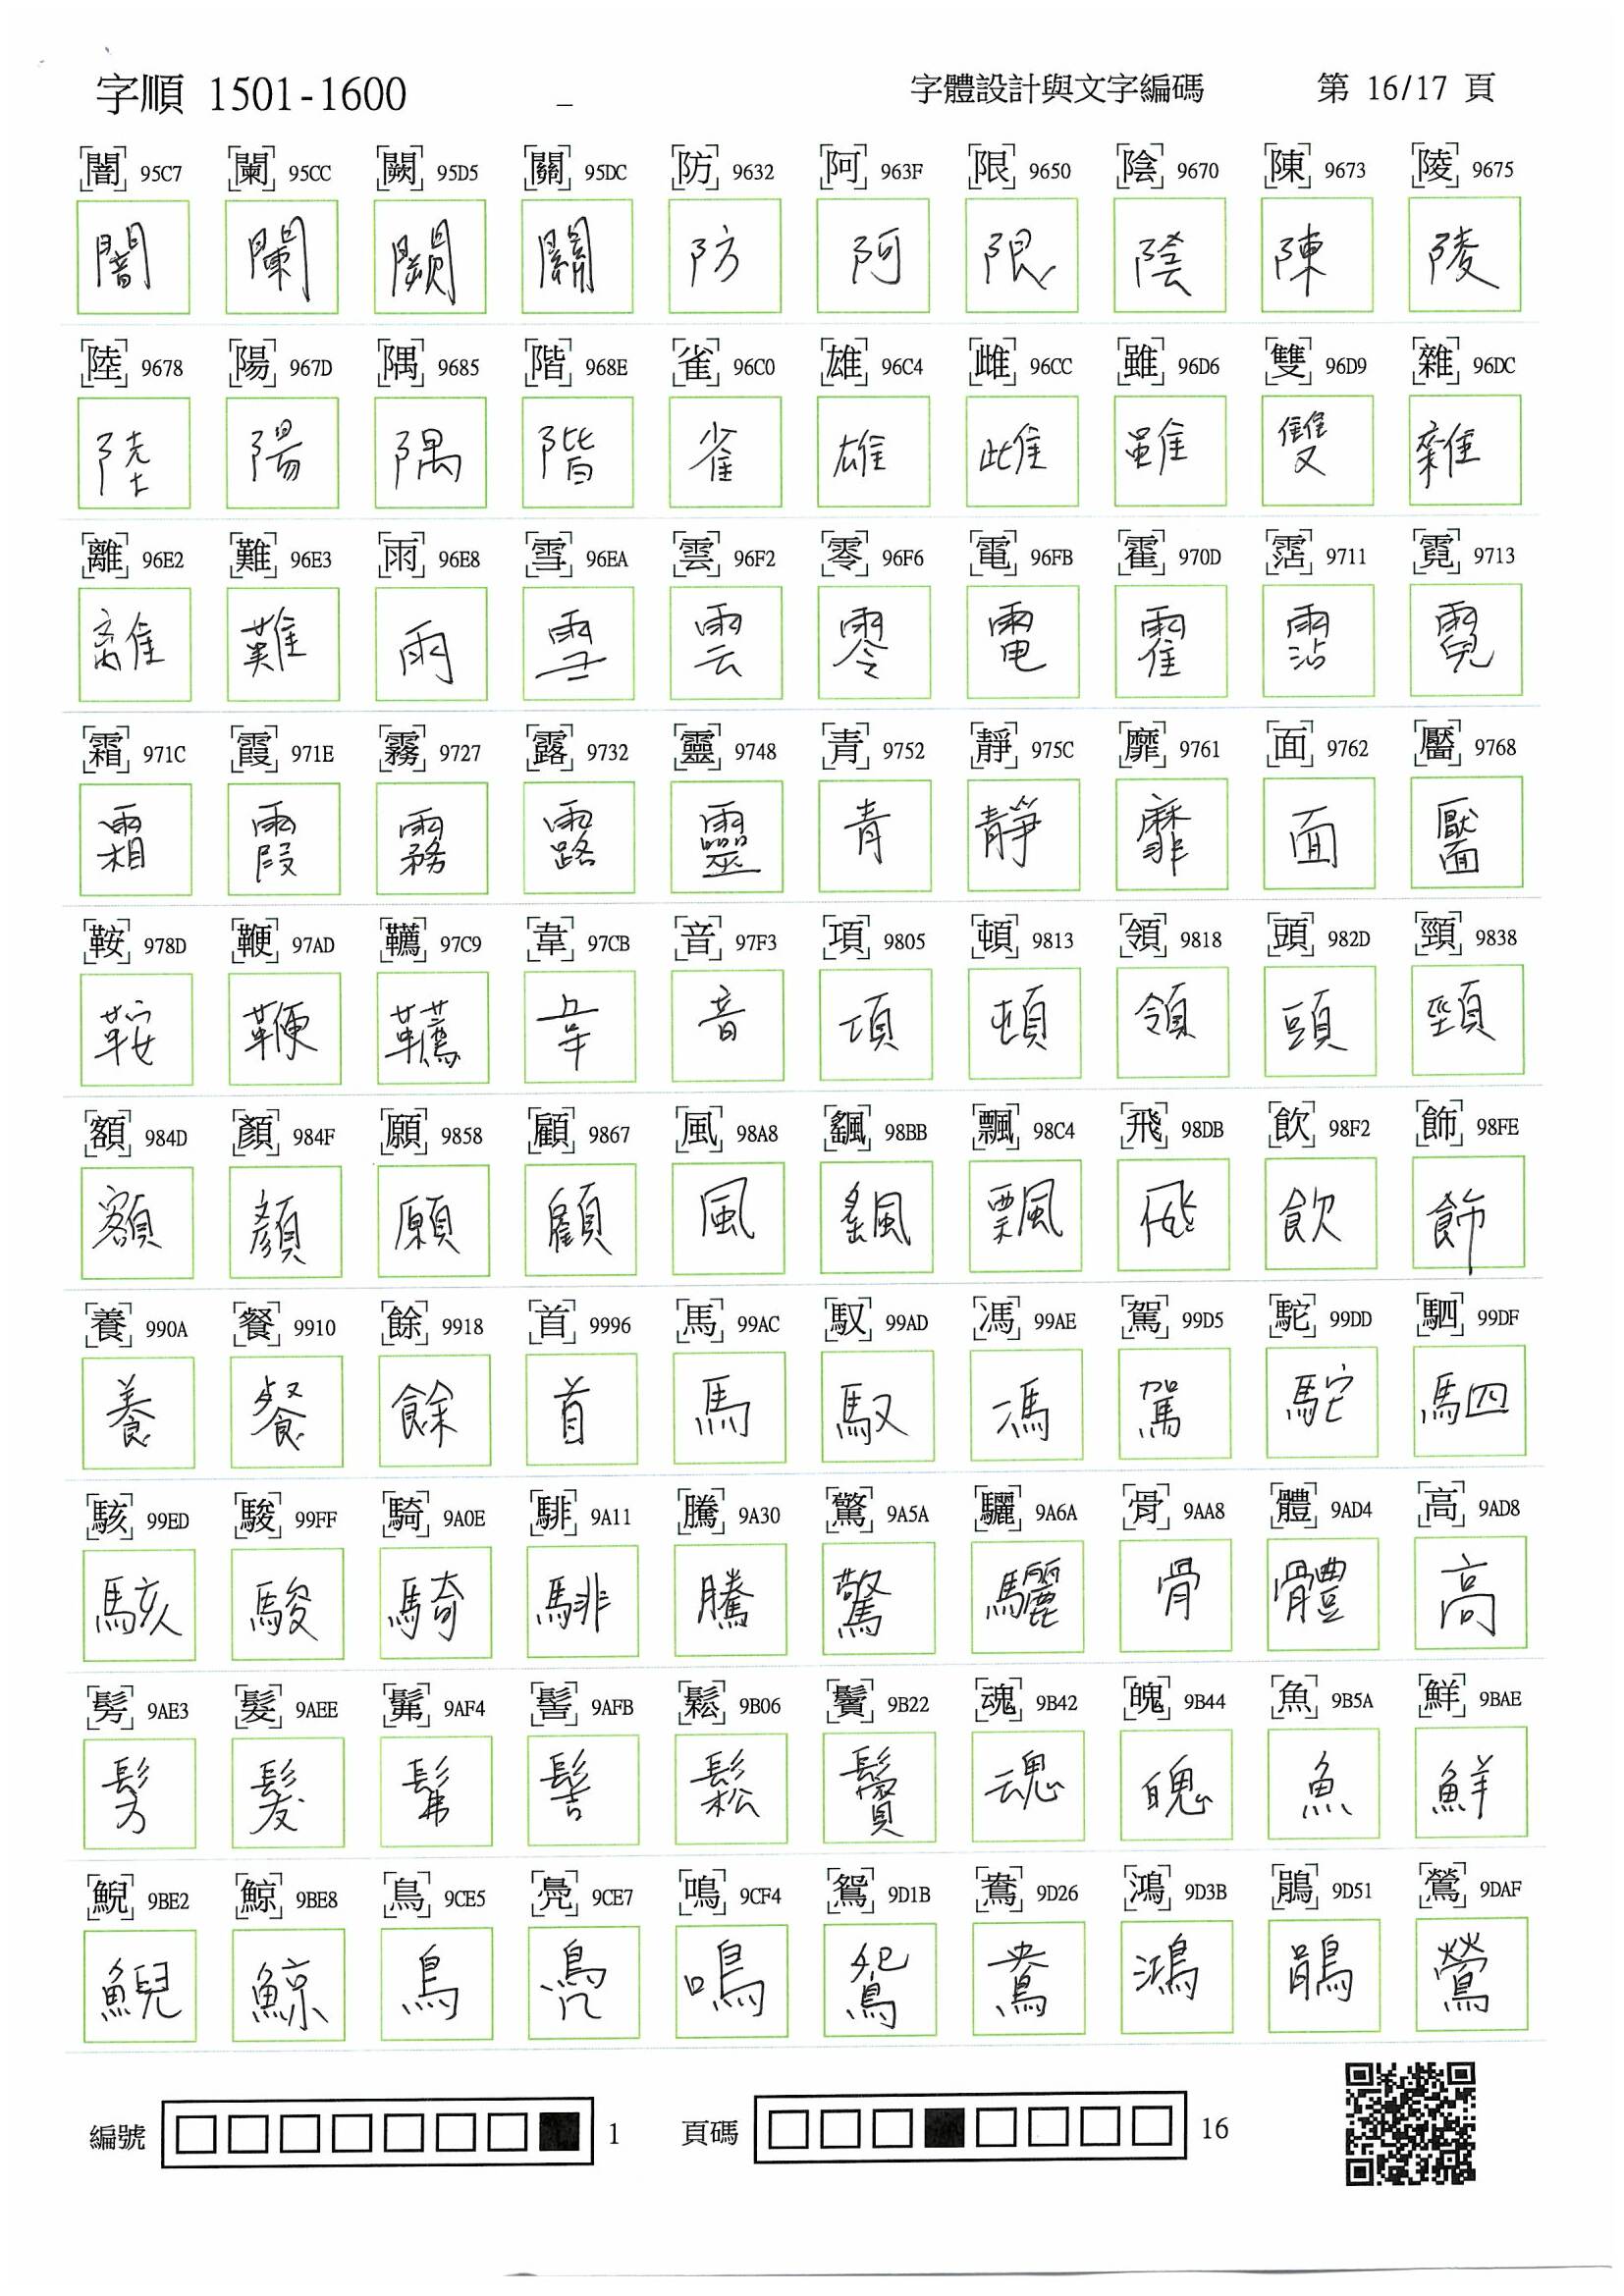 字順 1501-1600 字體設計與文字編碼 第 16/17 頁
闇 95C7 闌 95CC 闕 95D5 關 95DC 防 9632 阿 963F 限 9650 陰 9670 陳 9673 陵 9675
闇 闌 闕 關 防 阿 限 陰 陳 陵
陸 9678 陽 967D 隅 9685 階 968E 雀 96C0 雄 96C4 雌 96CC 雖 96D6 雙 96D9 雜 96DC
陸 陽 隅 階 雀 雄 雌 雖 雙 雜
離 96E2 難 96E3 雨 96E8 雪 96EA 雲 96F2 零 96F6 電 96FB 霍 970D 霑 9711 霓 9713
離 難 雨 雪 雲 零 電 霍 霑 霓
霜 971C 霞 971E 霧 9727 露 9732 靈 9748 青 9752 靜 975C 靡 9761 面 9762 靨 9768
霜 霞 霧 露 靈 青 靜 靡 面 靨
鞍 978D 鞭 97AD 韉 97C9 韋 97CB 音 97F3 項 9805 頓 9813 領 9818 頭 982D 頸 9838
鞍 鞭 韉 韋 音 項 頓 領 頭 頸
額 984D 顏 984F 願 9858 顧 9867 風 98A8 颻 98BB 飄 98C4 飛 98DB 飲 98F2 飾 98FE
額 顏 願 顧 風 颻 飄 飛 飲 飾
養 990A 餐 9910 餘 9918 首 9996 馬 99AC 馭 99AD 馮 99AE 駕 99D5 駝 99DD 駟 99DF
養 餐 餘 首 馬 馭 馮 駕 駝 駟
駭 99ED 駿 99FF 騎 9A0E 騑 9A11 騰 9A30 驚 9A5A 驪 9A6A 骨 9AA8 體 9AD4 高 9AD8
駭 駿 騎 騑 騰 驚 驪 骨 體 高
髣 9AE3 髮 9AEE 髴 9AF4 髻 9AFB 鬆 9B06 鬢 9B22 魂 9B42 魄 9B44 魚 9B5A 鮮 9BAE
髣 髮 髴 髻 鬆 鬢 魂 魄 魚 鮮
鯢 9BE2 鯨 9BE8 鳥 9CE5 鳧 9CE7 鳴 9CF4 鴛 9D1B 鴦 9D26 鴻 9D3B 鵑 9D51 鶯 9DAF
鯢 鯨 鳥 鳧 鳴 鴛 鴦 鴻 鵑 鶯
編號 1 頁碼 16